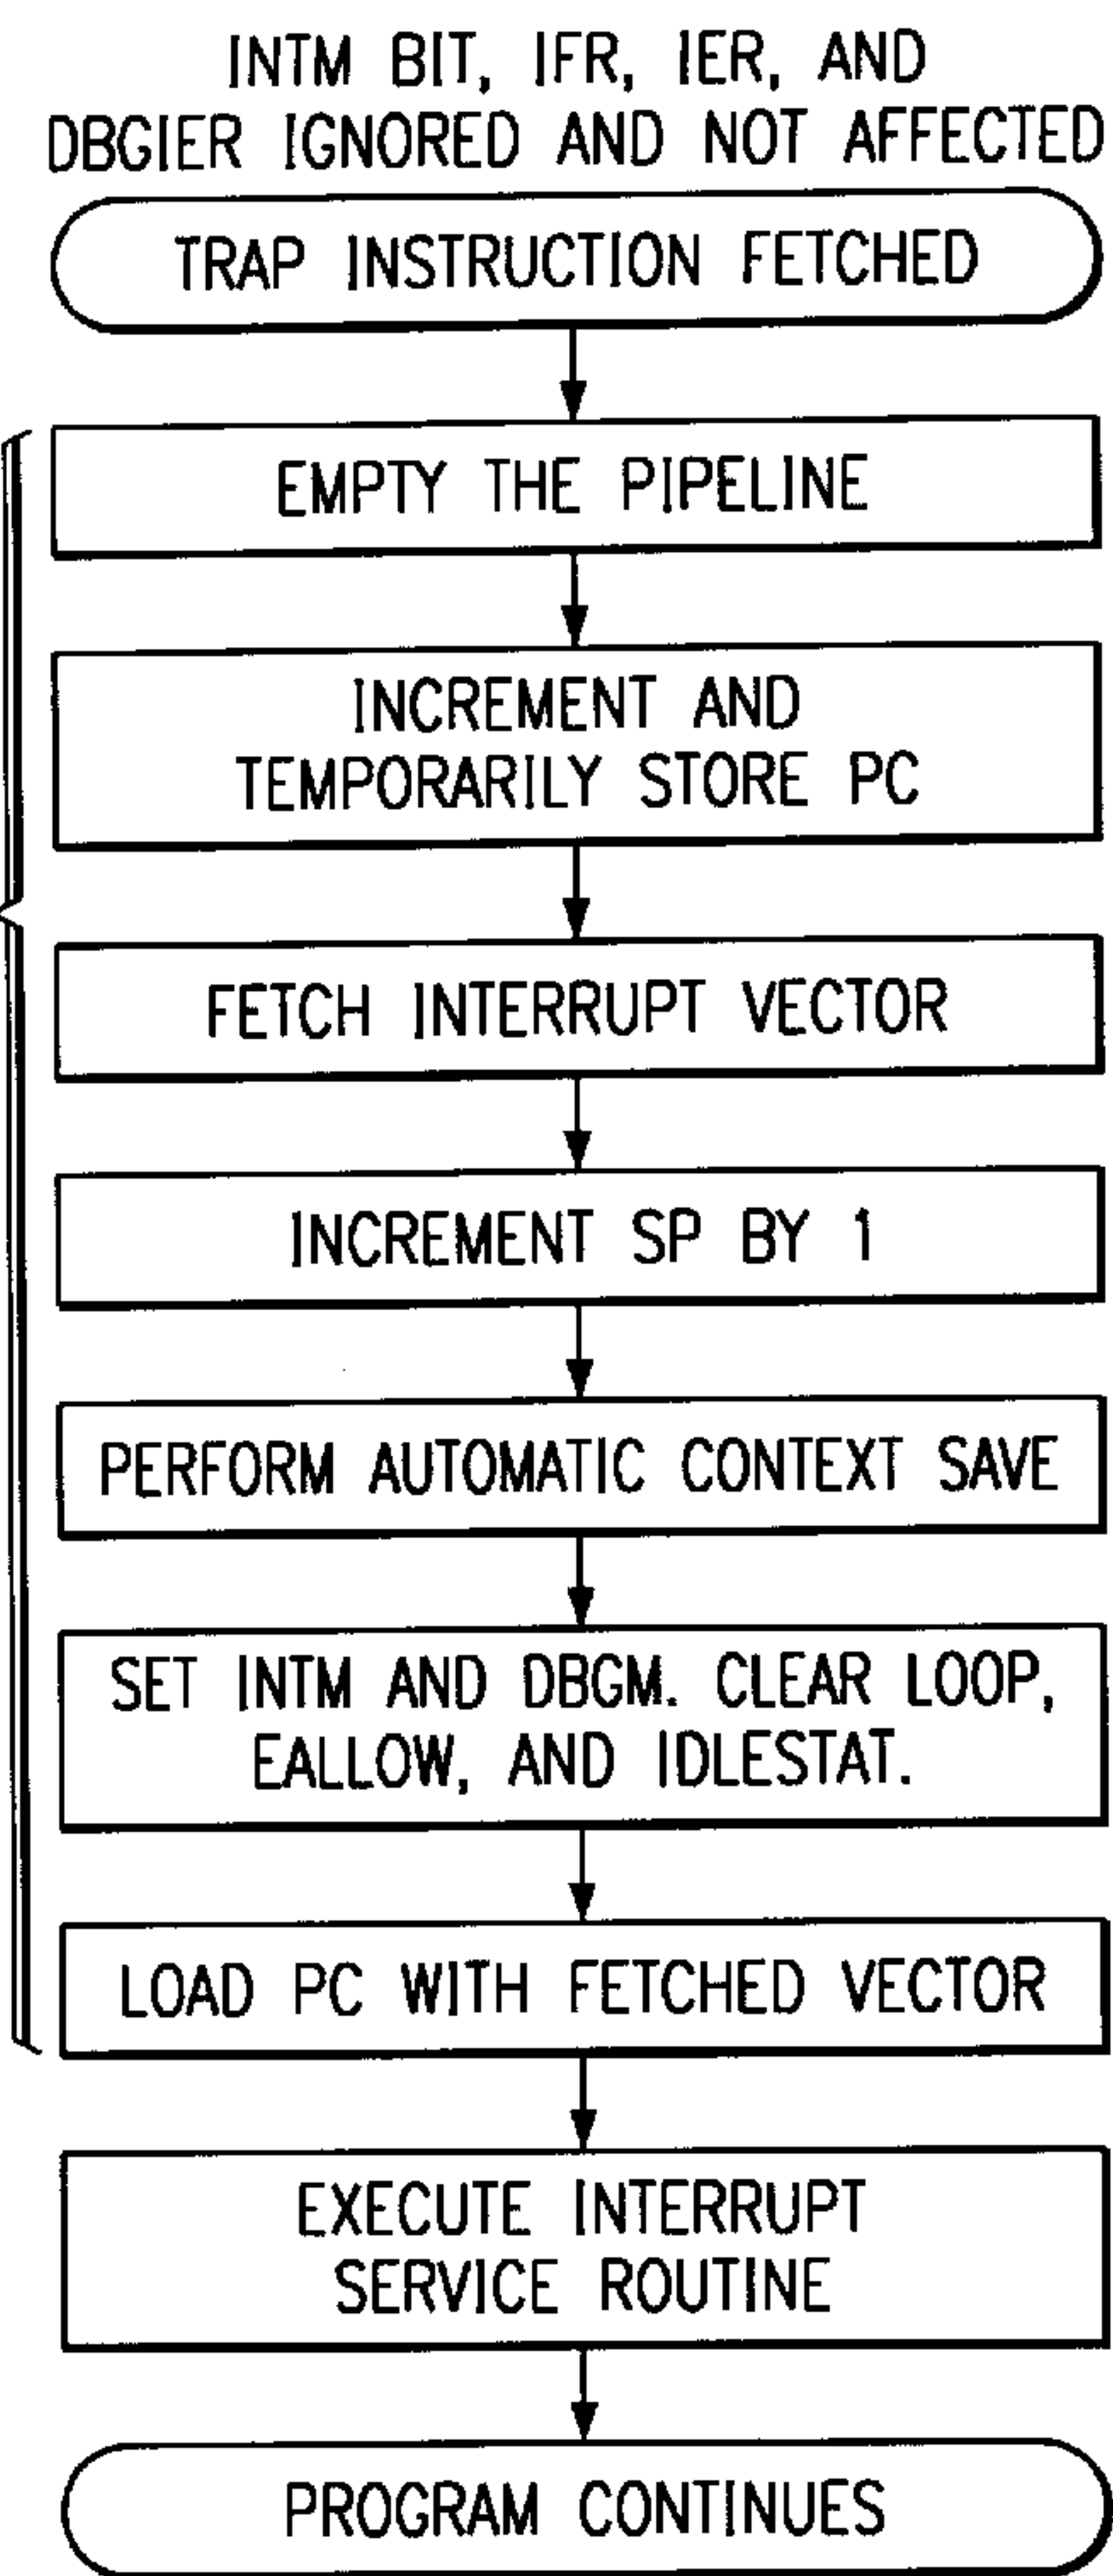 INTM BIT, IFR, IER, AND
DBGIER IGNORED AND NOT AFFECTED
TRAP INSTRUCTION FETCHED
EMPTY THE PIPELINE
INCREMENT AND
TEMPORARILY STORE PC
FETCH INTERRUPT VECTOR
INCREMENT SP BY 1
PERFORM AUTOMATIC CONTEXT SAVE
SET INTM AND DBGM. CLEAR LOOP,
EALLOW, AND IDLESTAT.
LOAD PC WITH FETCHED VECTOR
EXECUTE INTERRUPT
SERVICE ROUTINE
PROGRAM CONTINUES